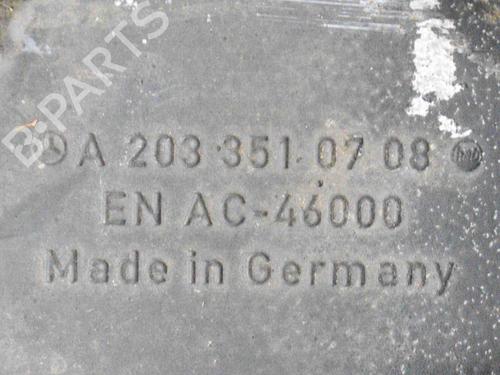 B-PARTS
A 203 351 07 08
EN AC-46000
Made in Germany